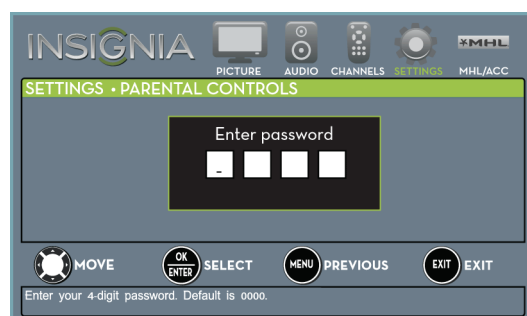 INSIGNIA
PICTURE AUDIO CHANNELS SETTINGS MHL MHL/ACC
SETTINGS • PARENTAL CONTROLS
Enter password
_
MOVE OK ENTER SELECT MENU PREVIOUS EXIT EXIT
Enter your 4-digit password. Default is 0000.